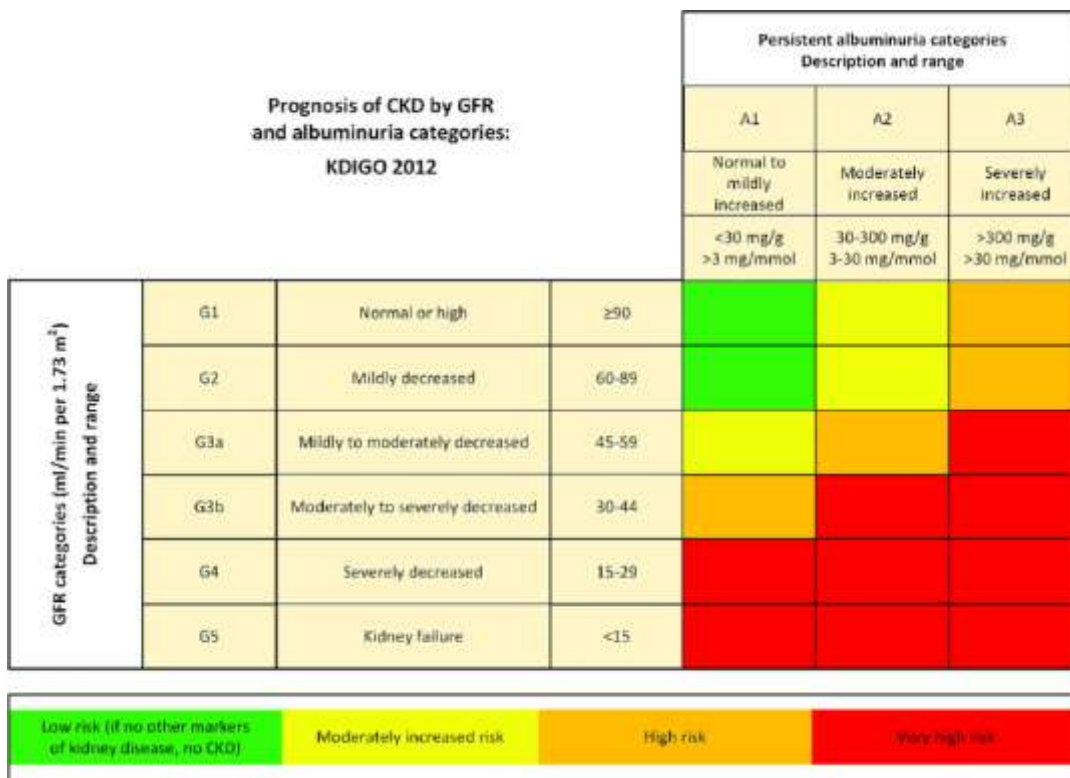 Persistent albuminuria categories
Description and range
Prognosis of CKD by GFR
and albuminuria categories:
KDIGO 2012
A1
A2
A3
Normal to
mildly
increased
Moderately
increased
Severely
increased
<30 mg/g
>3 mg/mmol
30-300 mg/g
3-30 mg/mmol
>300 mg/g
>30 mg/mmol
GFR categories (ml/min per 1.73 m²)
Description and range
G1
Normal or high
≥90
G2
Mildly decreased
60-89
G3a
Mildly to moderately decreased
45-59
G3b
Moderately to severely decreased
30-44
G4
Severely decreased
15-29
G5
Kidney failure
<15
Low risk (if no other markers
of kidney disease, no CKD)
Moderately increased risk
High risk
Very high risk